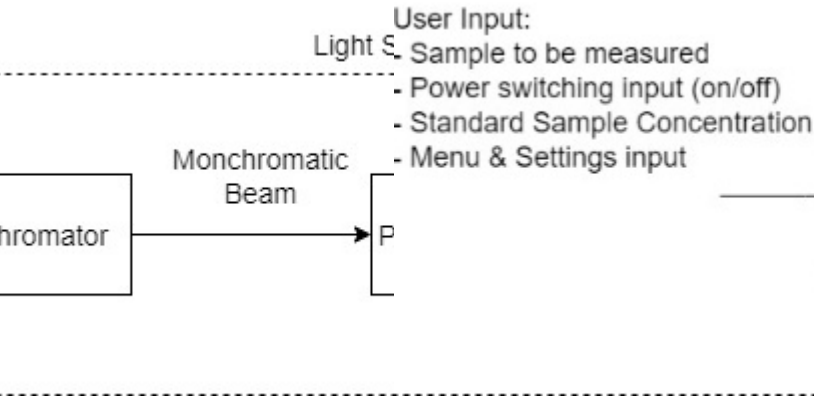 User Input:
Light S
- Sample to be measured
- Power switching input (on/off)
- Standard Sample Concentration
- Menu & Settings input
Monchromatic
Beam
hromator
P